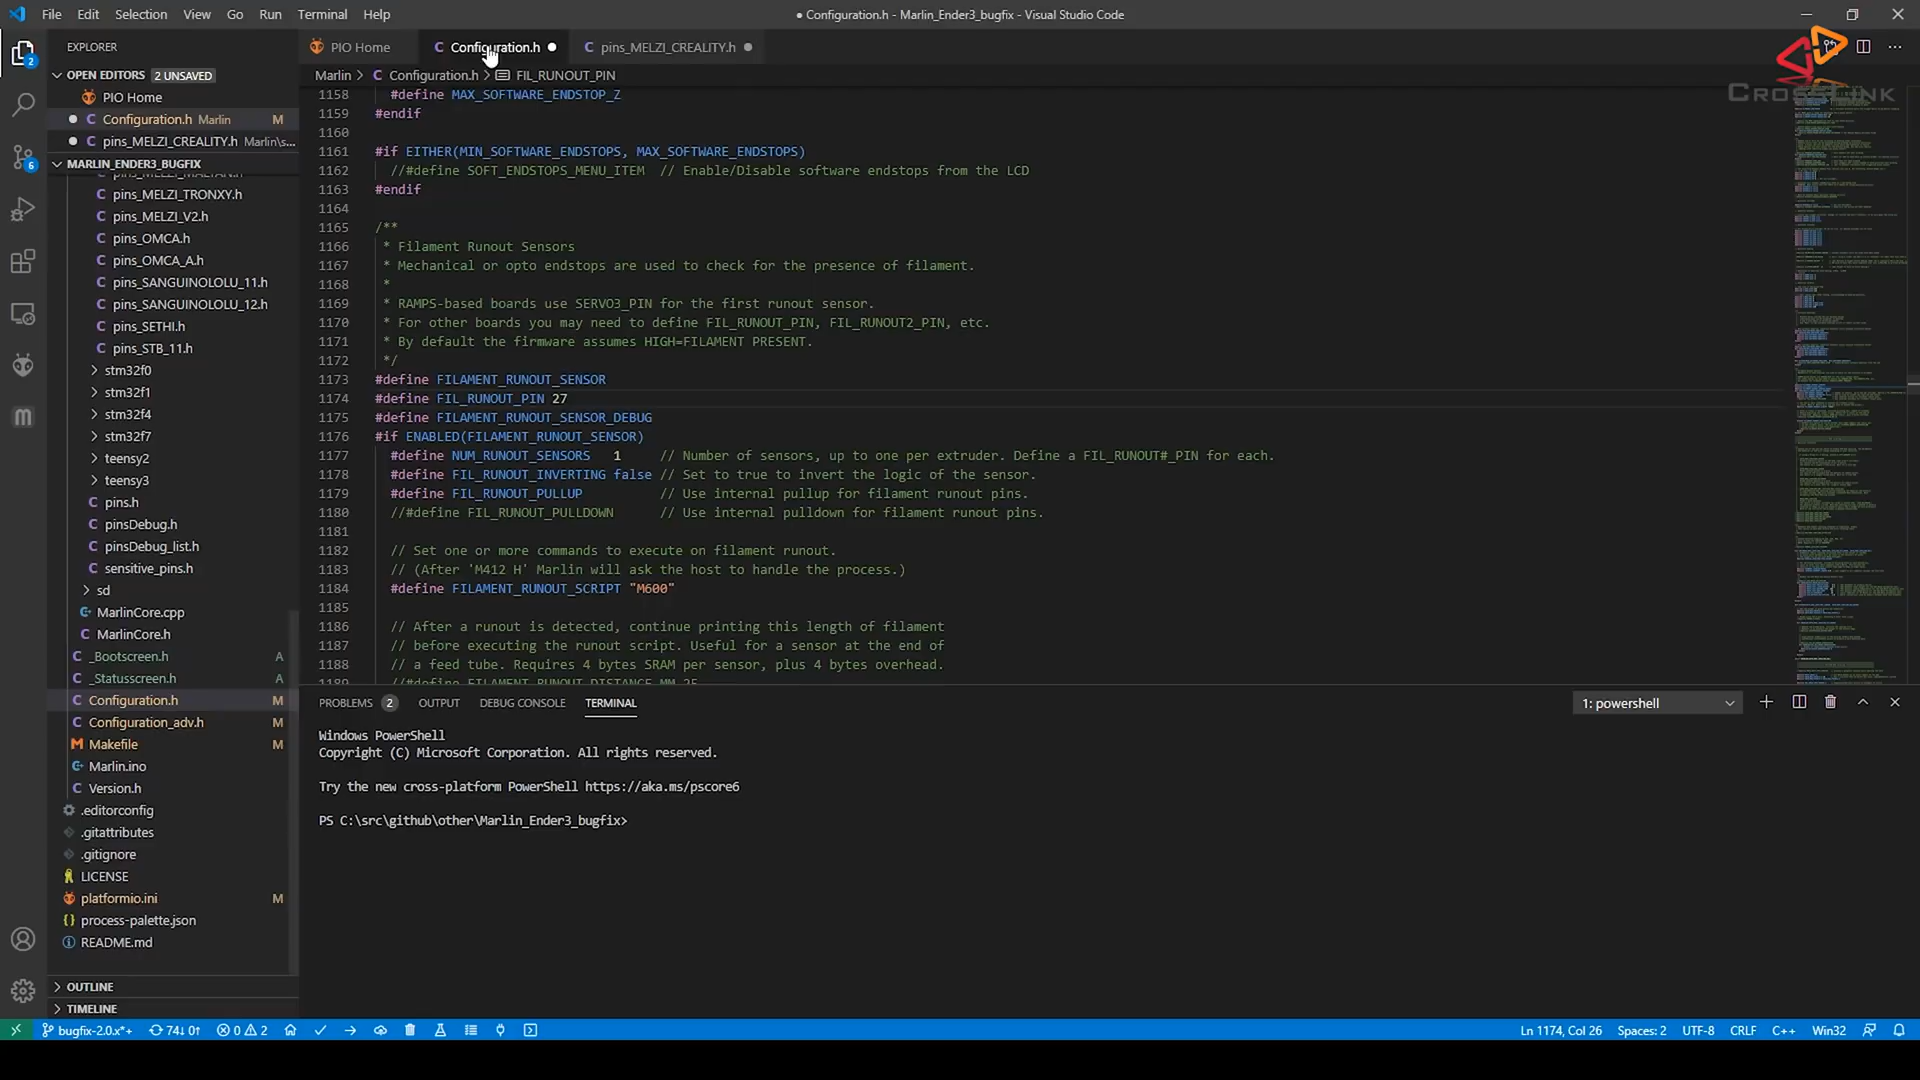 File Edit Selection View Go Run Terminal Help
● Configuration.h - Marlin_Ender3_bugfix - Visual Studio Code
CROSSLINK
EXPLORER
OPEN EDITORS 2 UNSAVED
PIO Home
Configuration.h Marlin M
pins_MELZI_CREALITY.h Marlin\s...
MARLIN_ENDER3_BUGFIX
pins_MELZI_MALYAN.h
pins_MELZI_TRONXY.h
pins_MELZI_V2.h
pins_OMCA.h
pins_OMCA_A.h
pins_SANGUINOLOLU_11.h
pins_SANGUINOLOLU_12.h
pins_SETHI.h
pins_STB_11.h
stm32f0
stm32f1
stm32f4
stm32f7
teensy2
teensy3
pins.h
pinsDebug.h
pinsDebug_list.h
sensitive_pins.h
sd
MarlinCore.cpp
MarlinCore.h
_Bootscreen.h A
_Statusscreen.h A
Configuration.h M
Configuration_adv.h M
Makefile M
Marlin.ino
Version.h
.editorconfig
.gitattributes
.gitignore
LICENSE
platformio.ini M
process-palette.json
README.md
OUTLINE
TIMELINE
PIO Home
Configuration.h
pins_MELZI_CREALITY.h
Marlin > Configuration.h > FIL_RUNOUT_PIN
1158 #define MAX_SOFTWARE_ENDSTOP_Z
1159 #endif
1160
1161 #if EITHER(MIN_SOFTWARE_ENDSTOPS, MAX_SOFTWARE_ENDSTOPS)
1162 //#define SOFT_ENDSTOPS_MENU_ITEM // Enable/Disable software endstops from the LCD
1163 #endif
1164
1165 /**
1166 * Filament Runout Sensors
1167 * Mechanical or opto endstops are used to check for the presence of filament.
1168 *
1169 * RAMPS-based boards use SERVO3_PIN for the first runout sensor.
1170 * For other boards you may need to define FIL_RUNOUT_PIN, FIL_RUNOUT2_PIN, etc.
1171 * By default the firmware assumes HIGH=FILAMENT PRESENT.
1172 */
1173 #define FILAMENT_RUNOUT_SENSOR
1174 #define FIL_RUNOUT_PIN 27
1175 #define FILAMENT_RUNOUT_SENSOR_DEBUG
1176 #if ENABLED(FILAMENT_RUNOUT_SENSOR)
1177 #define NUM_RUNOUT_SENSORS 1 // Number of sensors, up to one per extruder. Define a FIL_RUNOUT#_PIN for each.
1178 #define FIL_RUNOUT_INVERTING false // Set to true to invert the logic of the sensor.
1179 #define FIL_RUNOUT_PULLUP // Use internal pullup for filament runout pins.
1180 //#define FIL_RUNOUT_PULLDOWN // Use internal pulldown for filament runout pins.
1181
1182 // Set one or more commands to execute on filament runout.
1183 // (After 'M412 H' Marlin will ask the host to handle the process.)
1184 #define FILAMENT_RUNOUT_SCRIPT "M600"
1185
1186 // After a runout is detected, continue printing this length of filament
1187 // before executing the runout script. Useful for a sensor at the end of
1188 // a feed tube. Requires 4 bytes SRAM per sensor, plus 4 bytes overhead.
1189 //#define FILAMENT_RUNOUT_DISTANCE_MM 25
PROBLEMS 2 OUTPUT DEBUG CONSOLE TERMINAL
1: powershell
Windows PowerShell
Copyright (C) Microsoft Corporation. All rights reserved.
Try the new cross-platform PowerShell https://aka.ms/pscore6
PS C:\src\github\other\Marlin_Ender3_bugfix>
bugfix-2.0.x*+ 74↓ 0↑ 0 2
Ln 1174, Col 26 Spaces: 2 UTF-8 CRLF C++ Win32
2
6